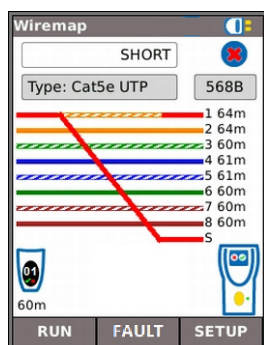 Wiremap
SHORT
Type: Cat5e UTP 568B
1 64m
2 64m
3 60m
4 61m
5 61m
6 60m
7 60m
8 60m
S
01
60m
RUN FAULT SETUP